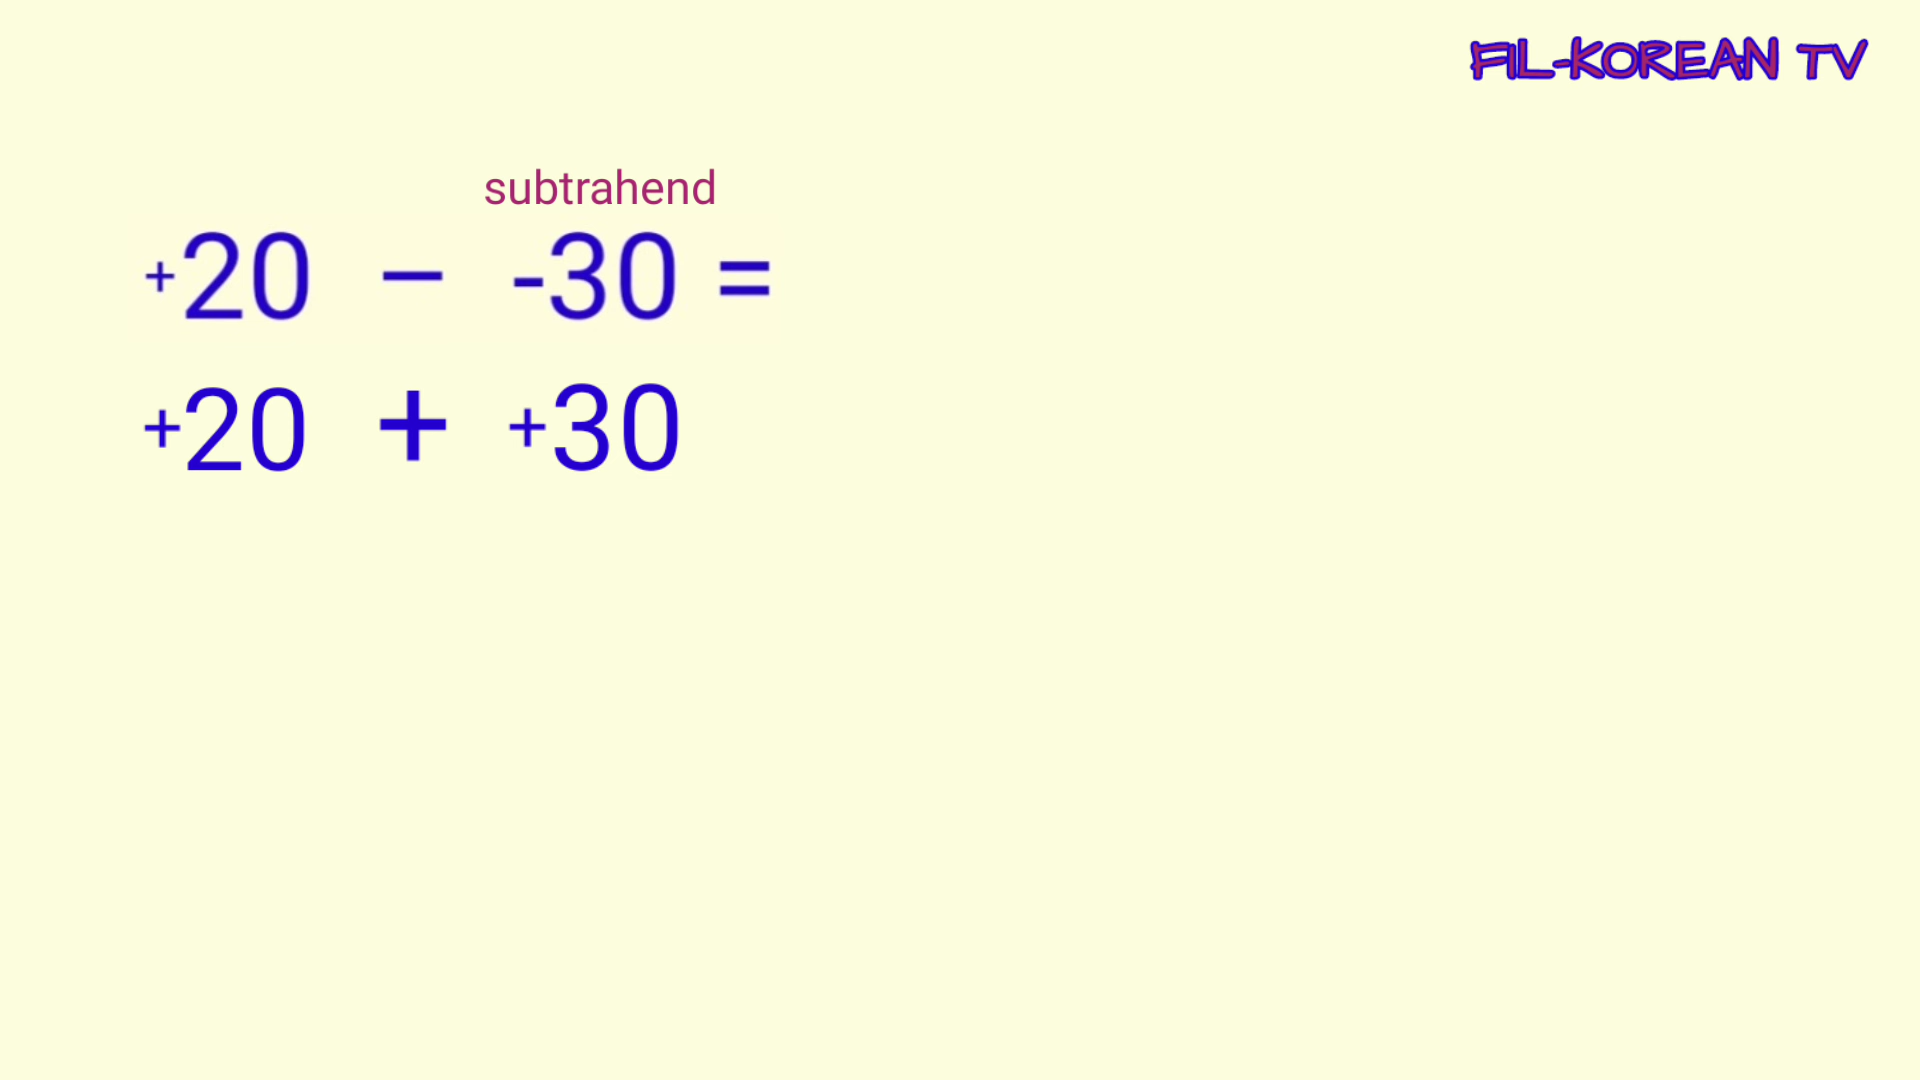 FIL-KOREAN TV
subtrahend
+20 – -30 =
+20 + +30